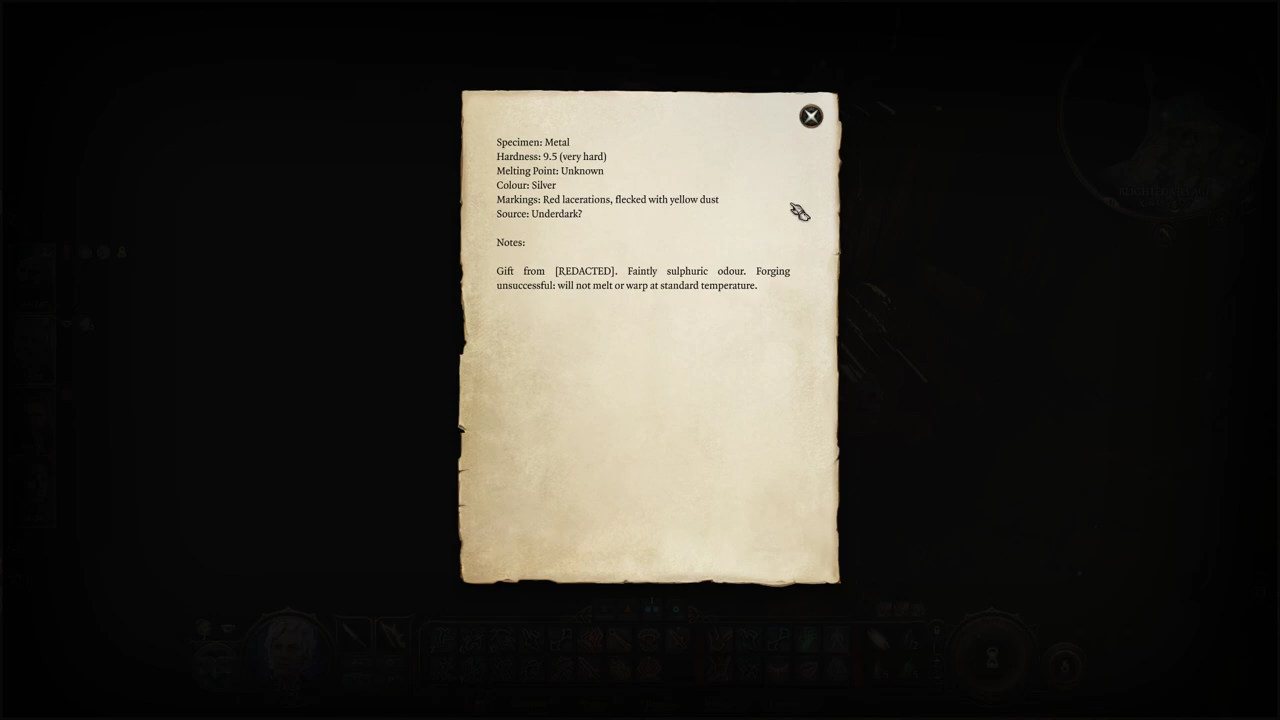 Specimen: Metal
Hardness: 9.5 (very hard)
Melting Point: Unknown
Colour: Silver
Markings: Red lacerations, flecked with yellow dust
Source: Underdark?
Notes:
Gift from [REDACTED]. Faintly sulphuric odour. Forging
unsuccessful: will not melt or warp at standard temperature.